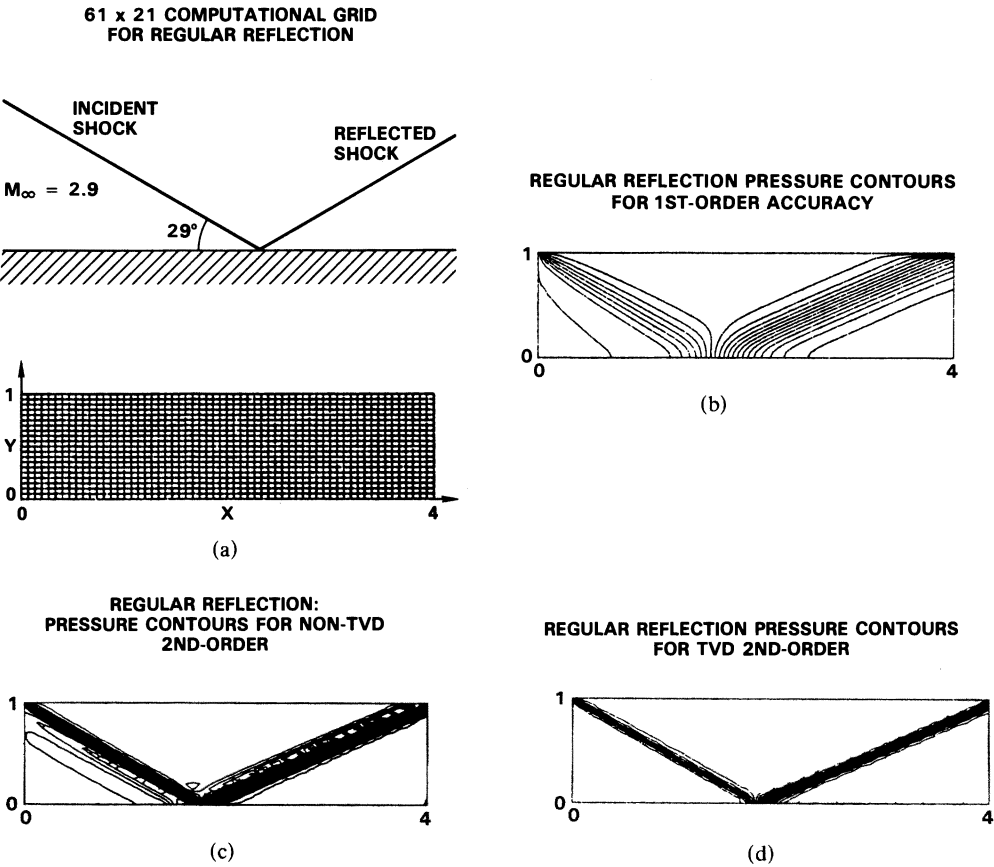 61 x 21 COMPUTATIONAL GRID
FOR REGULAR REFLECTION
INCIDENT
SHOCK
REFLECTED
SHOCK
M∞ = 2.9
29°
1
Y
0
0
X
4
(a)
REGULAR REFLECTION PRESSURE CONTOURS
FOR 1ST-ORDER ACCURACY
1
0
0
4
(b)
REGULAR REFLECTION:
PRESSURE CONTOURS FOR NON-TVD
2ND-ORDER
1
0
0
4
(c)
REGULAR REFLECTION PRESSURE CONTOURS
FOR TVD 2ND-ORDER
1
0
0
4
(d)